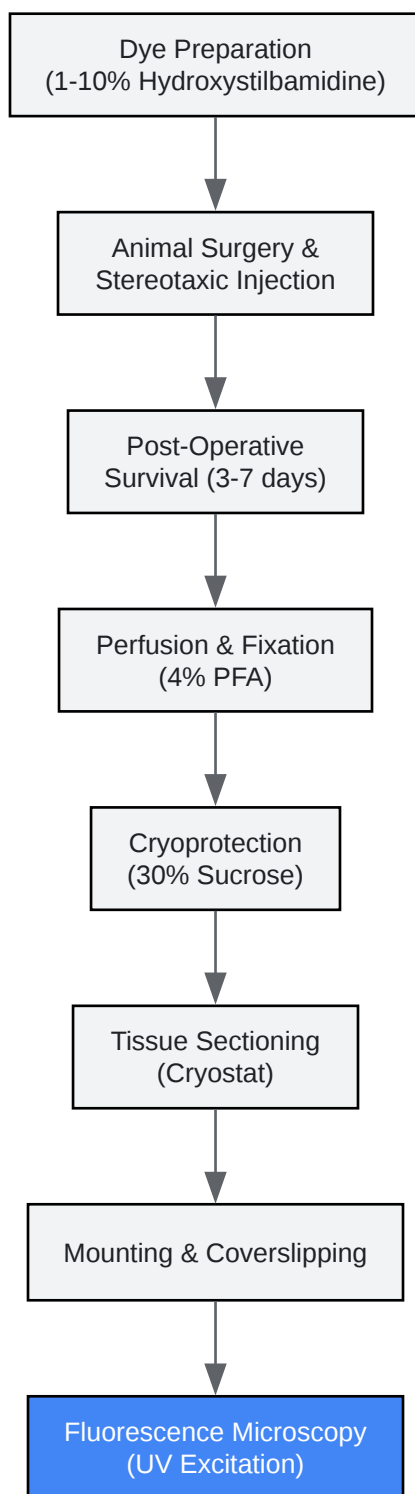 Dye Preparation
(1-10% Hydroxystilbamidine)
Animal Surgery &
Stereotaxic Injection
Post-Operative
Survival (3-7 days)
Perfusion & Fixation
(4% PFA)
Cryoprotection
(30% Sucrose)
Tissue Sectioning
(Cryostat)
Mounting & Coverslipping
Fluorescence Microscopy
(UV Excitation)